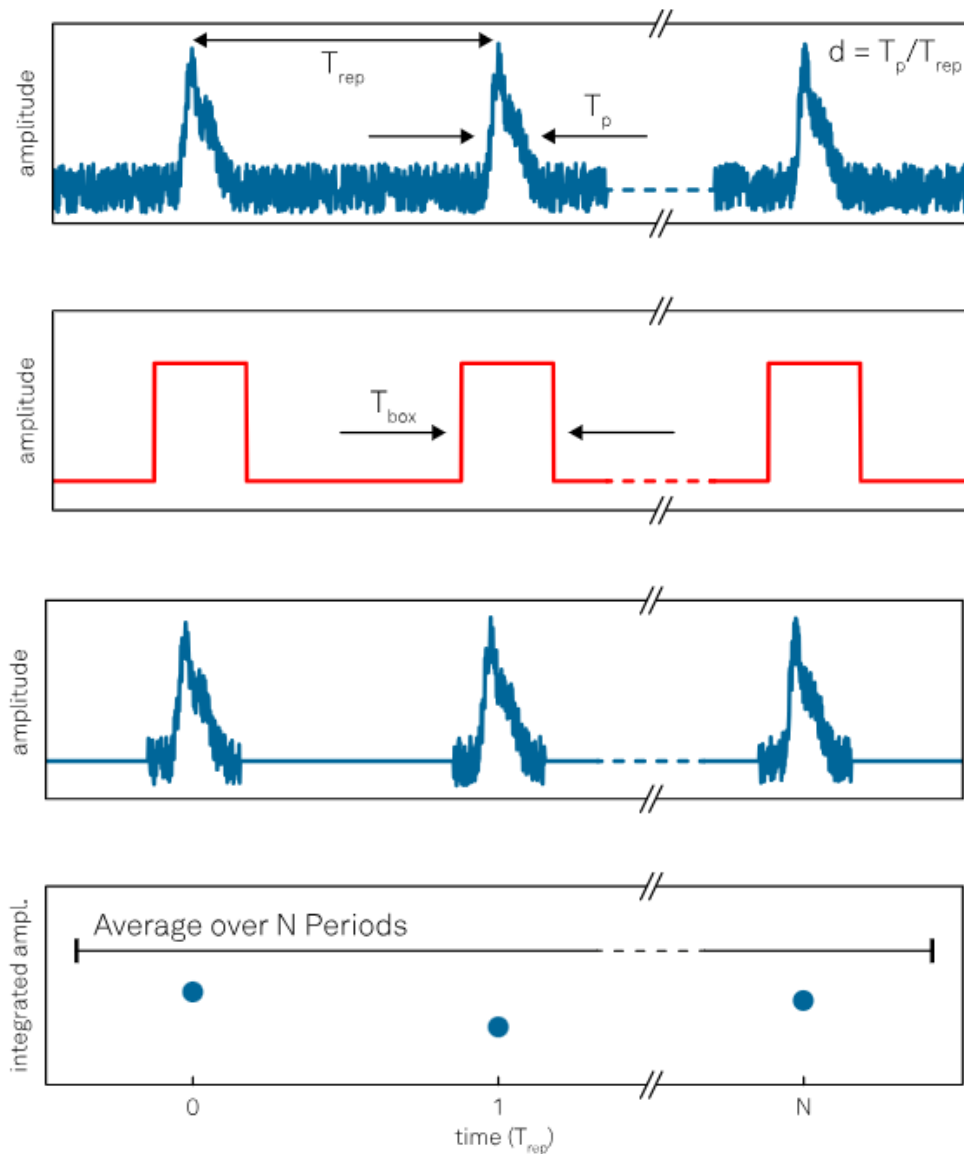 amplitude
T_rep
d = T_p/T_rep
T_p
amplitude
T_box
amplitude
integrated ampl.
Average over N Periods
0 1 N
time (T_rep)